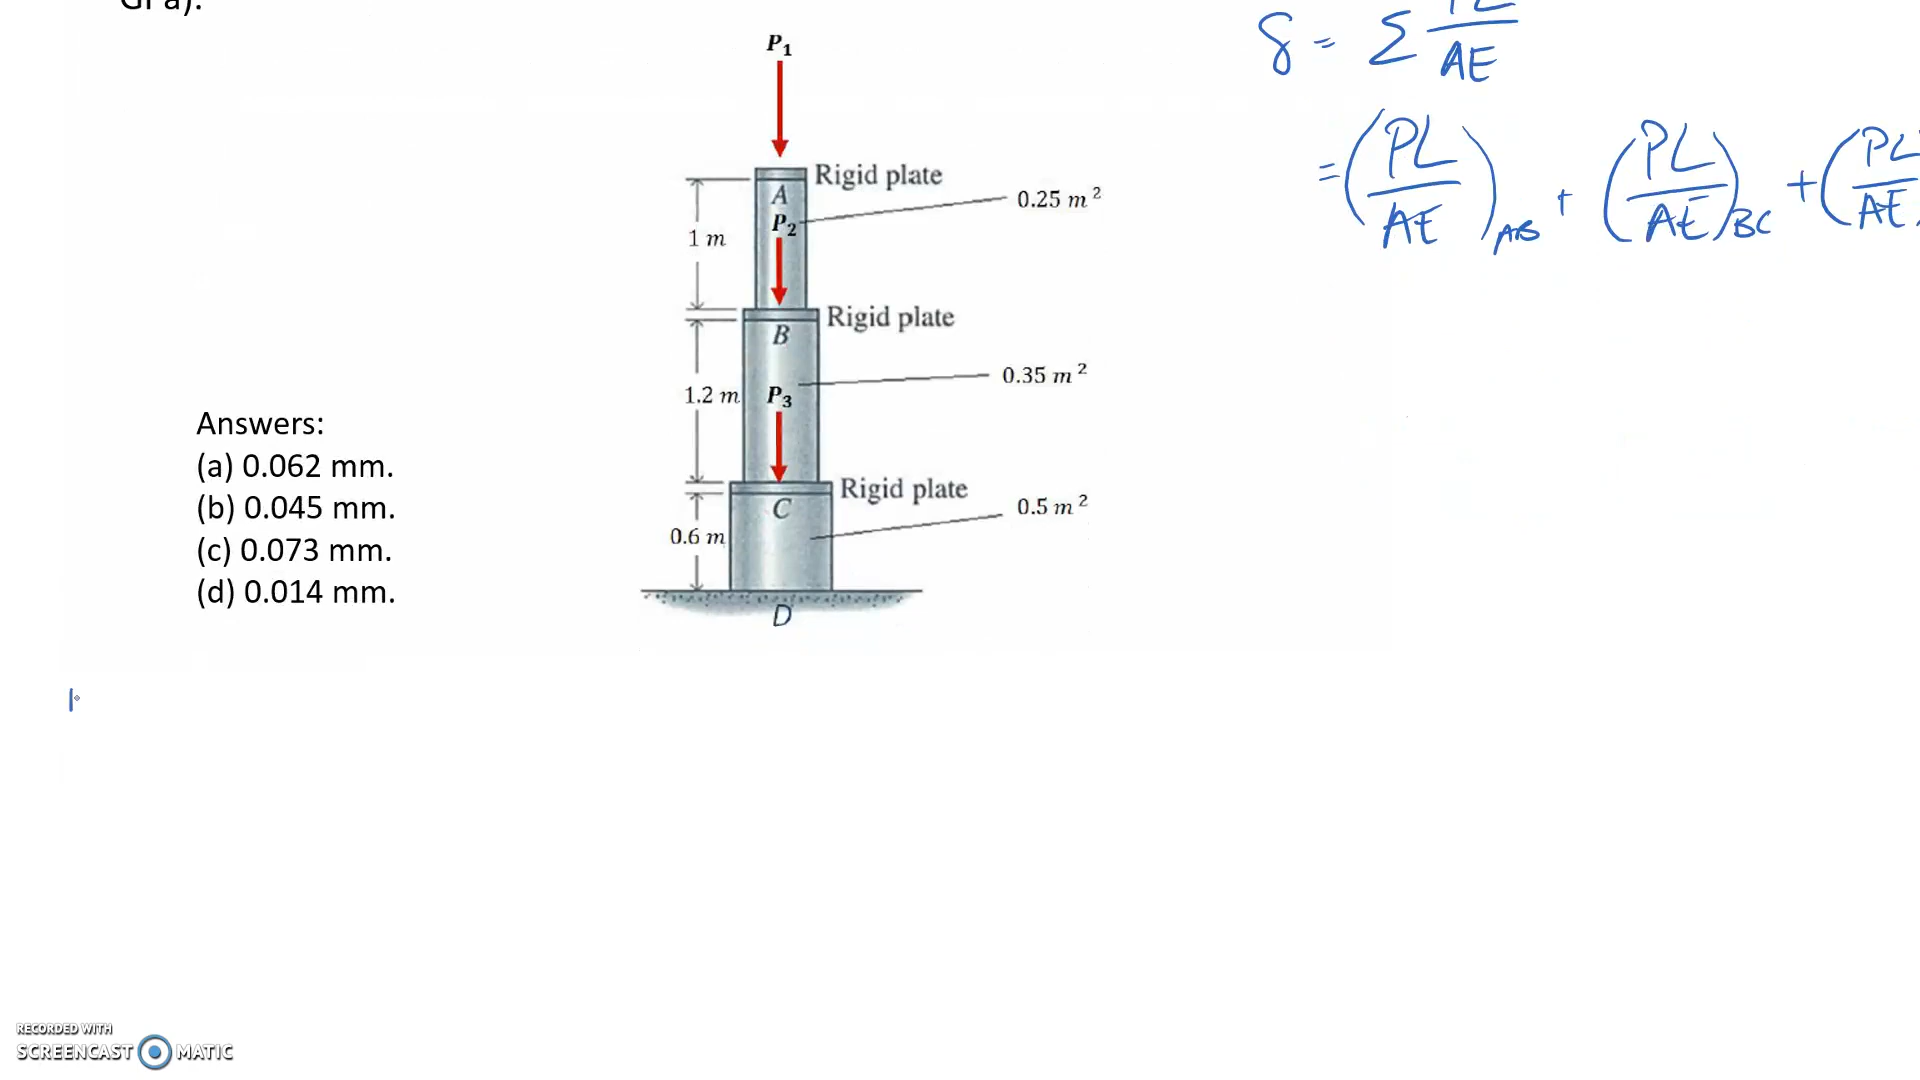 GPa).
P₁
δ = Σ PL/AE
= (PL/AE)AB + (PL/AE)BC + (PL/AE
Rigid plate
0.25 m²
A
P₂
1 m
Rigid plate
B
0.35 m²
1.2 m
P₃
Answers:
(a) 0.062 mm.
(b) 0.045 mm.
(c) 0.073 mm.
(d) 0.014 mm.
Rigid plate
C
0.5 m²
0.6 m
D
RECORDED WITH
SCREENCAST MATIC